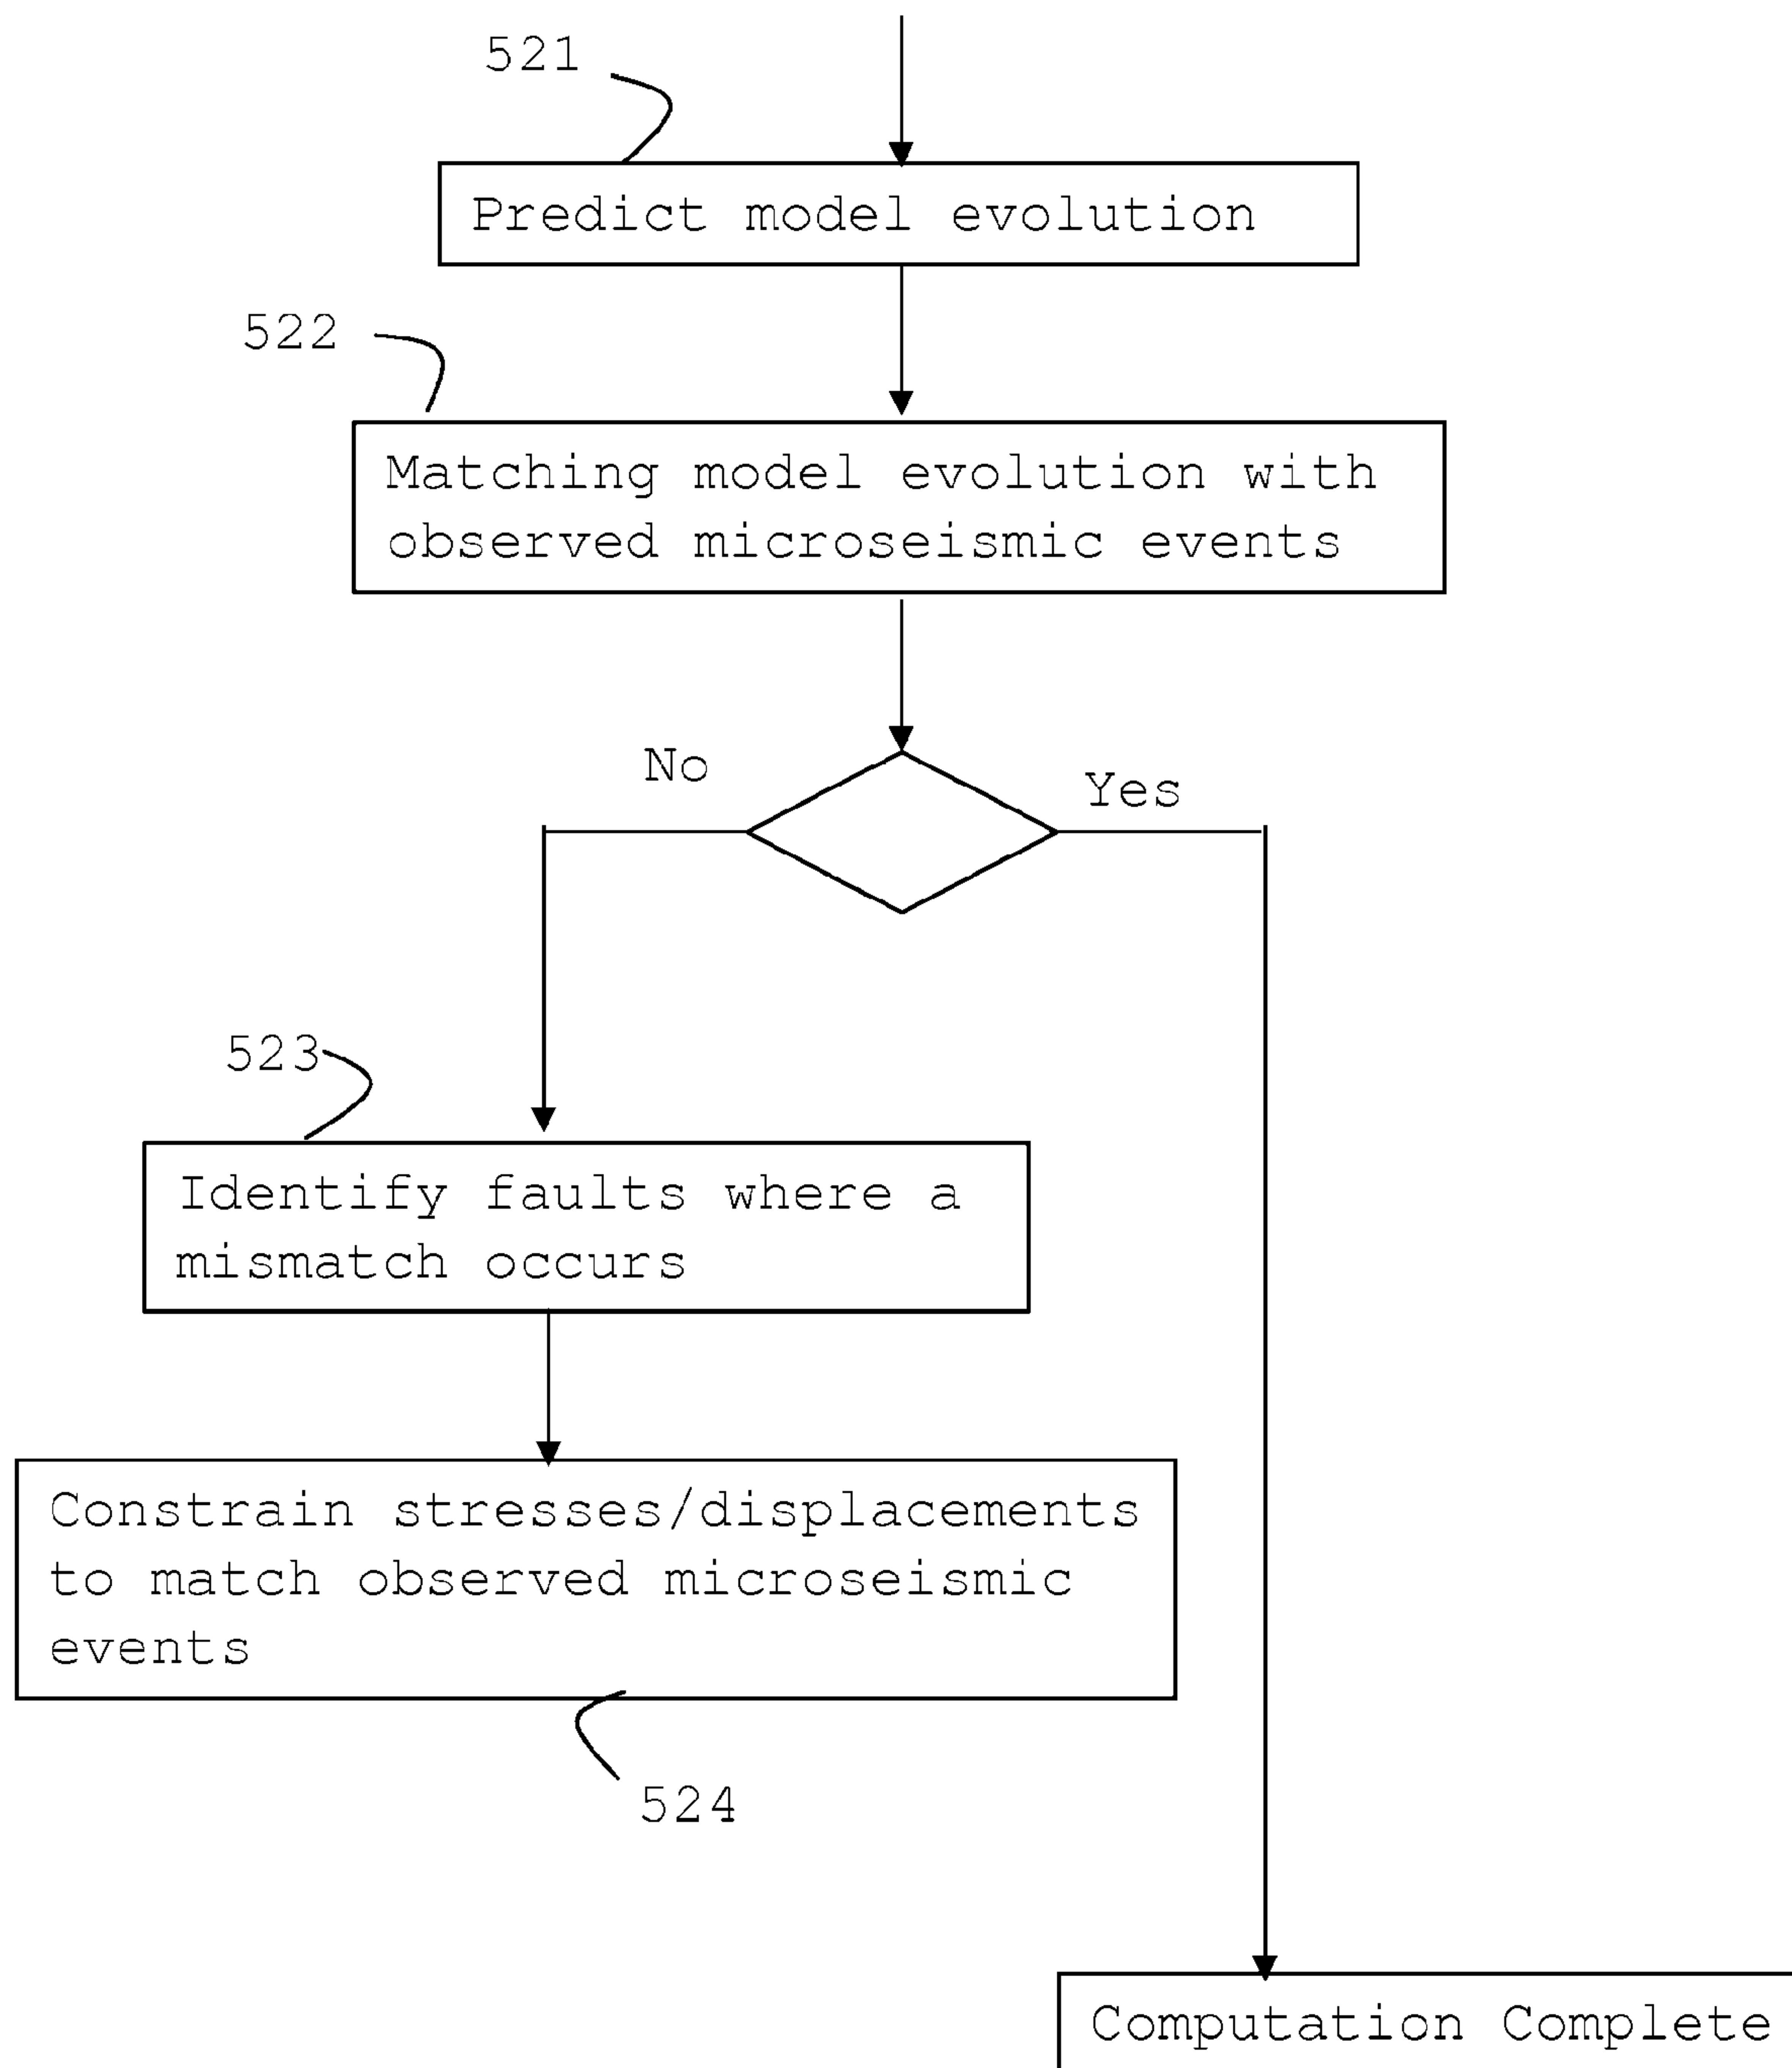 521
Predict model evolution
522
Matching model evolution with
observed microseismic events
No
Yes
523
Identify faults where a
mismatch occurs
Constrain stresses/displacements
to match observed microseismic
events
524
Computation Complete